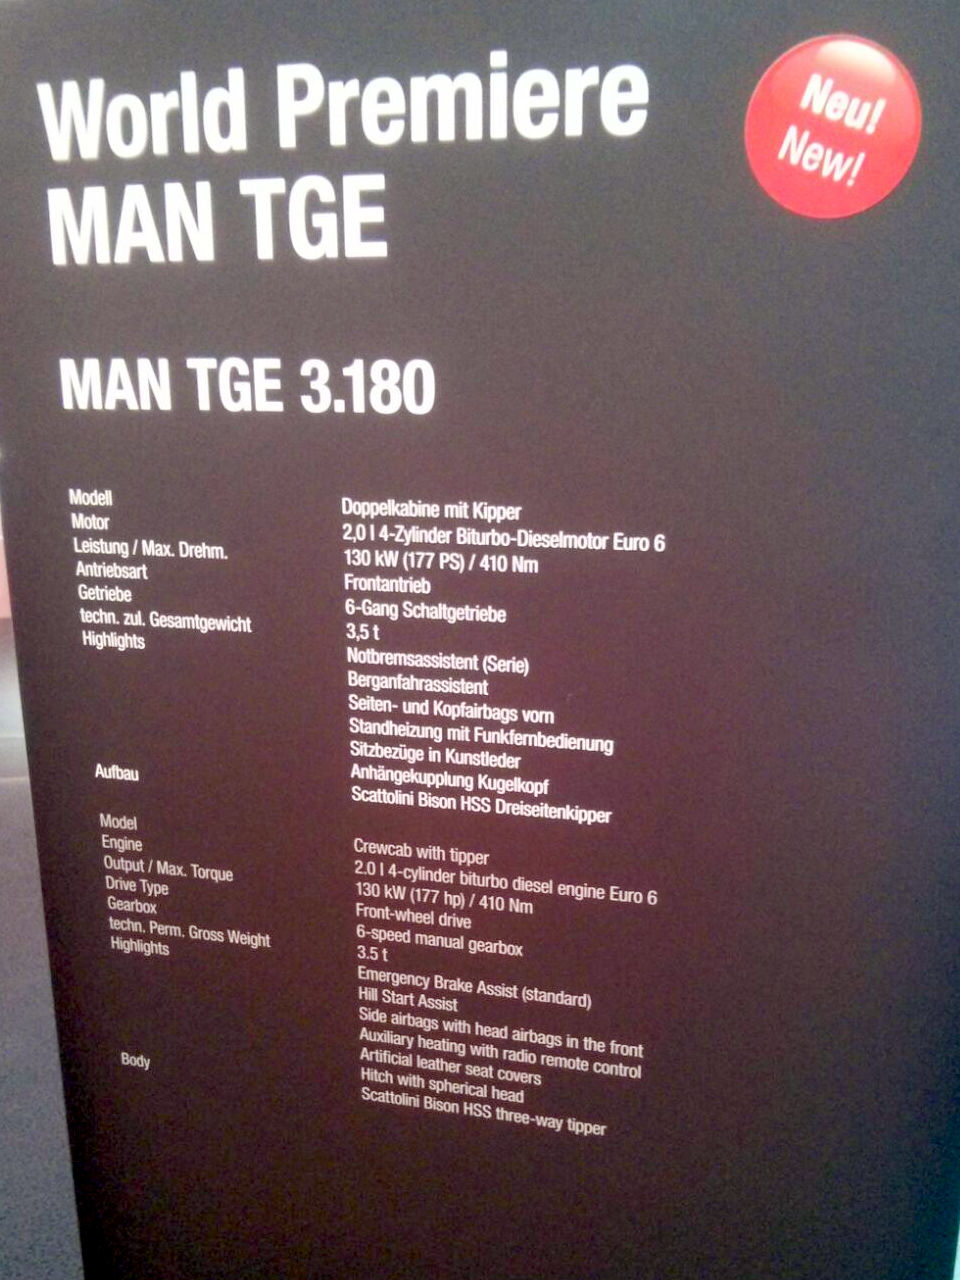 World Premiere
MAN TGE
Neu!
New!
MAN TGE 3.180
Modell Doppelkabine mit Kipper
Motor 2,0 l 4-Zylinder Biturbo-Dieselmotor Euro 6
Leistung / Max. Drehm. 130 kW (177 PS) / 410 Nm
Antriebsart Frontantrieb
Getriebe 6-Gang Schaltgetriebe
techn. zul. Gesamtgewicht 3,5 t
Highlights Notbremsassistent (Serie)
Berganfahrassistent
Seiten- und Kopfairbags vorn
Standheizung mit Funkfernbedienung
Sitzbezüge in Kunstleder
Anhängekupplung Kugelkopf
Aufbau Scattolini Bison HSS Dreiseitenkipper
Model Crewcab with tipper
Engine 2.0 l 4-cylinder biturbo diesel engine Euro 6
Output / Max. Torque 130 kW (177 hp) / 410 Nm
Drive Type Front-wheel drive
Gearbox 6-speed manual gearbox
techn. Perm. Gross Weight 3.5 t
Highlights Emergency Brake Assist (standard)
Hill Start Assist
Side airbags with head airbags in the front
Auxiliary heating with radio remote control
Artificial leather seat covers
Hitch with spherical head
Body Scattolini Bison HSS three-way tipper